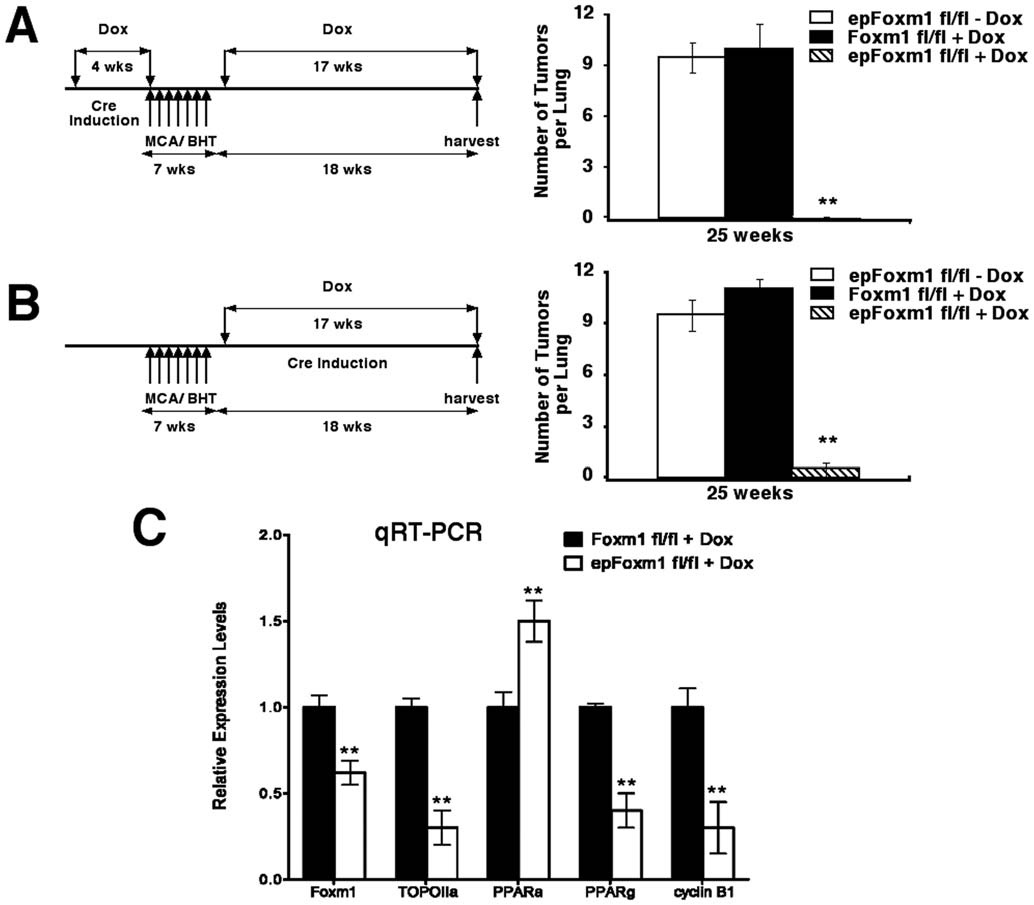 A
Dox
Dox
4 wks
17 wks
Cre
Induction
MCA/ BHT
harvest
7 wks
18 wks
Number of Tumors
per Lung
12
9
6
3
0
epFoxm1 fl/fl - Dox
Foxm1 fl/fl + Dox
epFoxm1 fl/fl + Dox
**
25 weeks
B
Dox
17 wks
Cre Induction
MCA/ BHT
harvest
7 wks
18 wks
Number of Tumors
per Lung
12
9
6
3
0
epFoxm1 fl/fl - Dox
Foxm1 fl/fl + Dox
epFoxm1 fl/fl + Dox
**
25 weeks
C
qRT-PCR
Foxm1 fl/fl + Dox
epFoxm1 fl/fl + Dox
Relative Expression Levels
2.0
1.5
1.0
0.5
0.0
**
**
**
**
**
Foxm1
TOPOIIa
PPARa
PPARg
cyclin B1